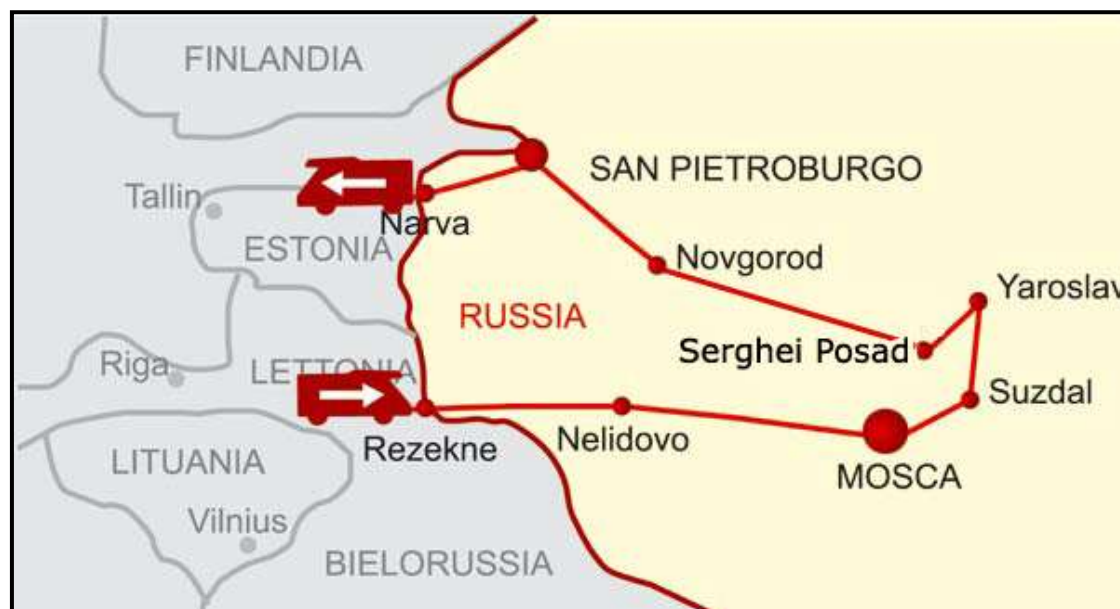 FINLANDIA
SAN PIETROBURGO
Tallin
Narva
ESTONIA
Novgorod
Yaroslav
RUSSIA
Serghei Posad
Riga
LETTONIA
Suzdal
Rezekne
Nelidovo
LITUANIA
MOSCA
Vilnius
BIELORUSSIA